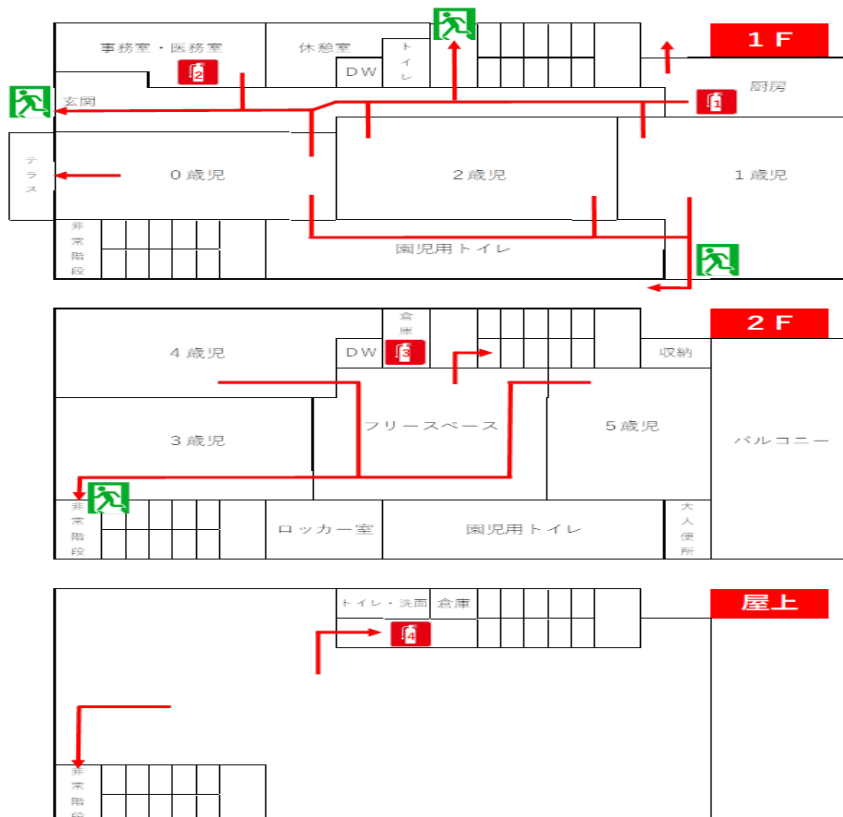 1F
事務室・医務室
休憩室
トイレ
DW
厨房
2
1
玄関
テラス
0歳児
2歳児
1歳児
非常階段
園児用トイレ
2F
4歳児
倉庫
DW
3
収納
3歳児
フリースペース
5歳児
バルコニー
非常階段
ロッカー室
園児用トイレ
大人便所
屋上
トイレ・洗面
倉庫
4
非常階段